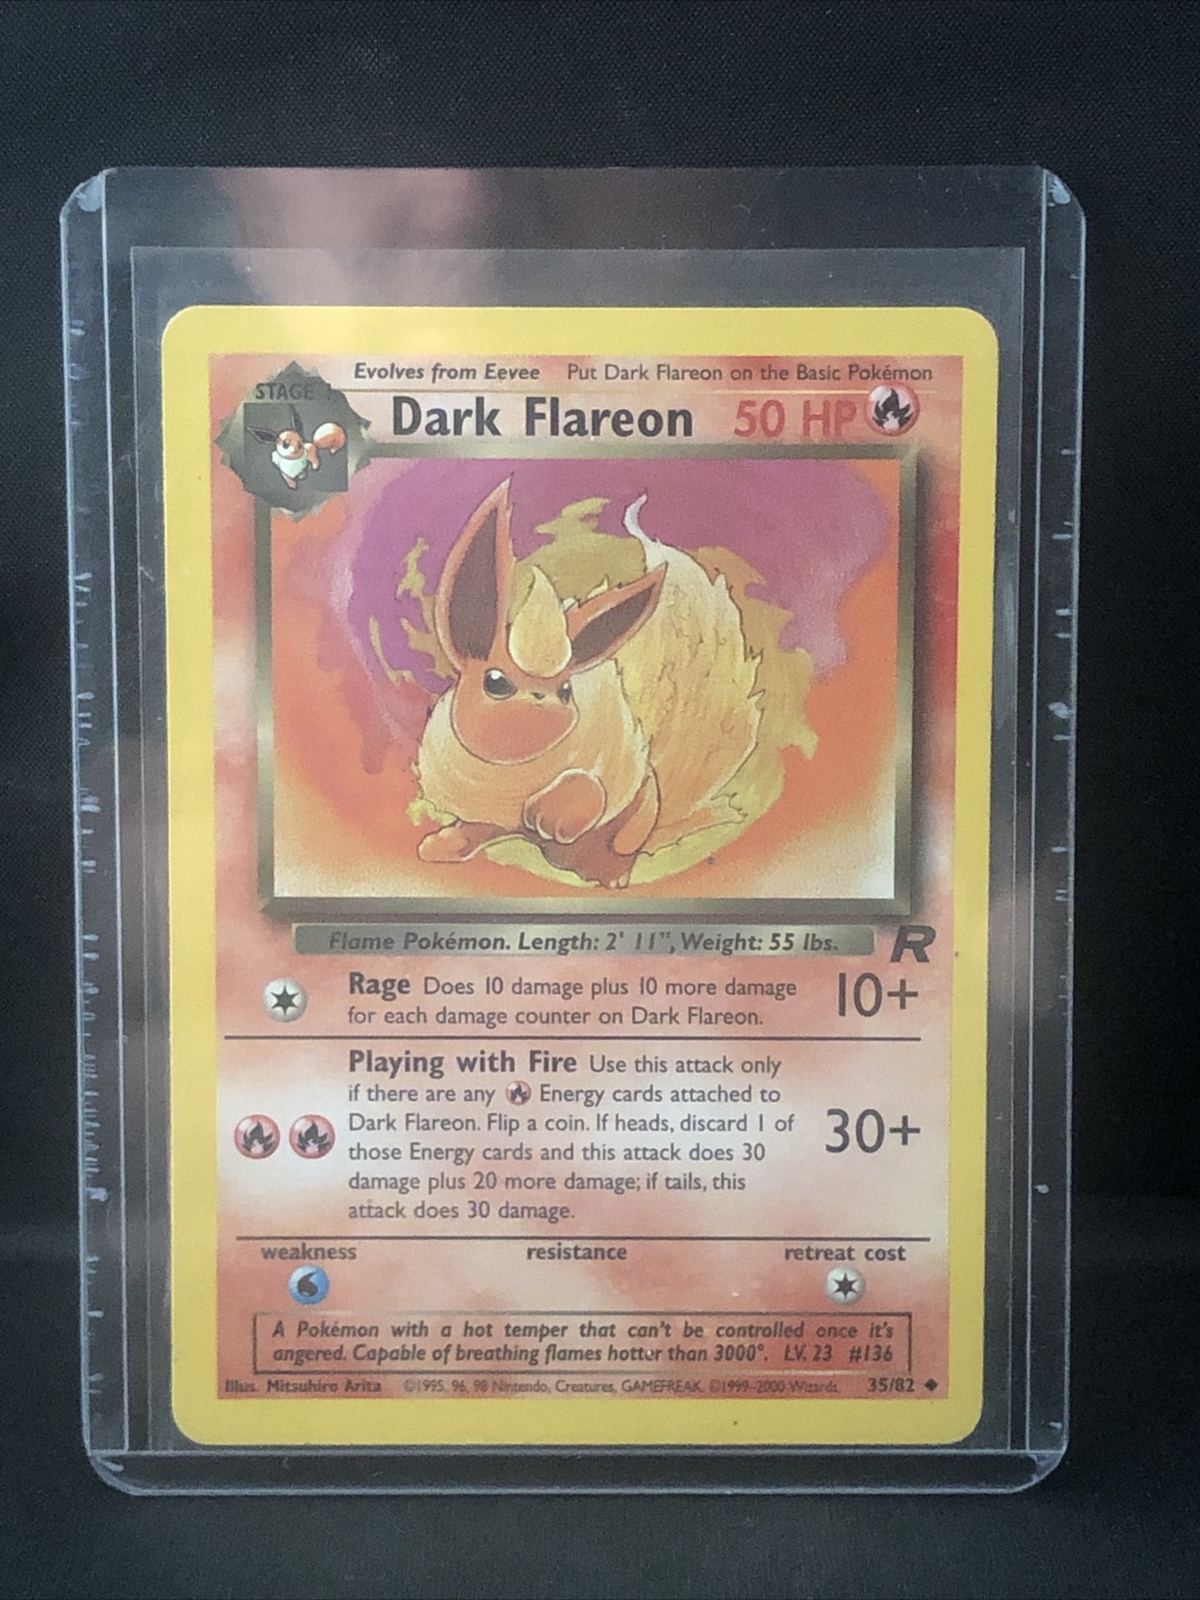 Evolves from Eevee Put Dark Flareon on the Basic Pokémon
STAGE 1
Dark Flareon 50 HP
Flame Pokémon. Length: 2' 11", Weight: 55 lbs.
R
Rage Does 10 damage plus 10 more damage
for each damage counter on Dark Flareon.
10+
Playing with Fire Use this attack only
if there are any Energy cards attached to
Dark Flareon. Flip a coin. If heads, discard 1 of
those Energy cards and this attack does 30
damage plus 20 more damage; if tails, this
attack does 30 damage.
30+
weakness resistance retreat cost
A Pokémon with a hot temper that can't be controlled once it's
angered. Capable of breathing flames hotter than 3000°. LV. 23 #136
Illus. Mitsuhiro Arita ©1995, 96, 98 Nintendo, Creatures, GAMEFREAK. ©1999-2000 Wizards. 35/82